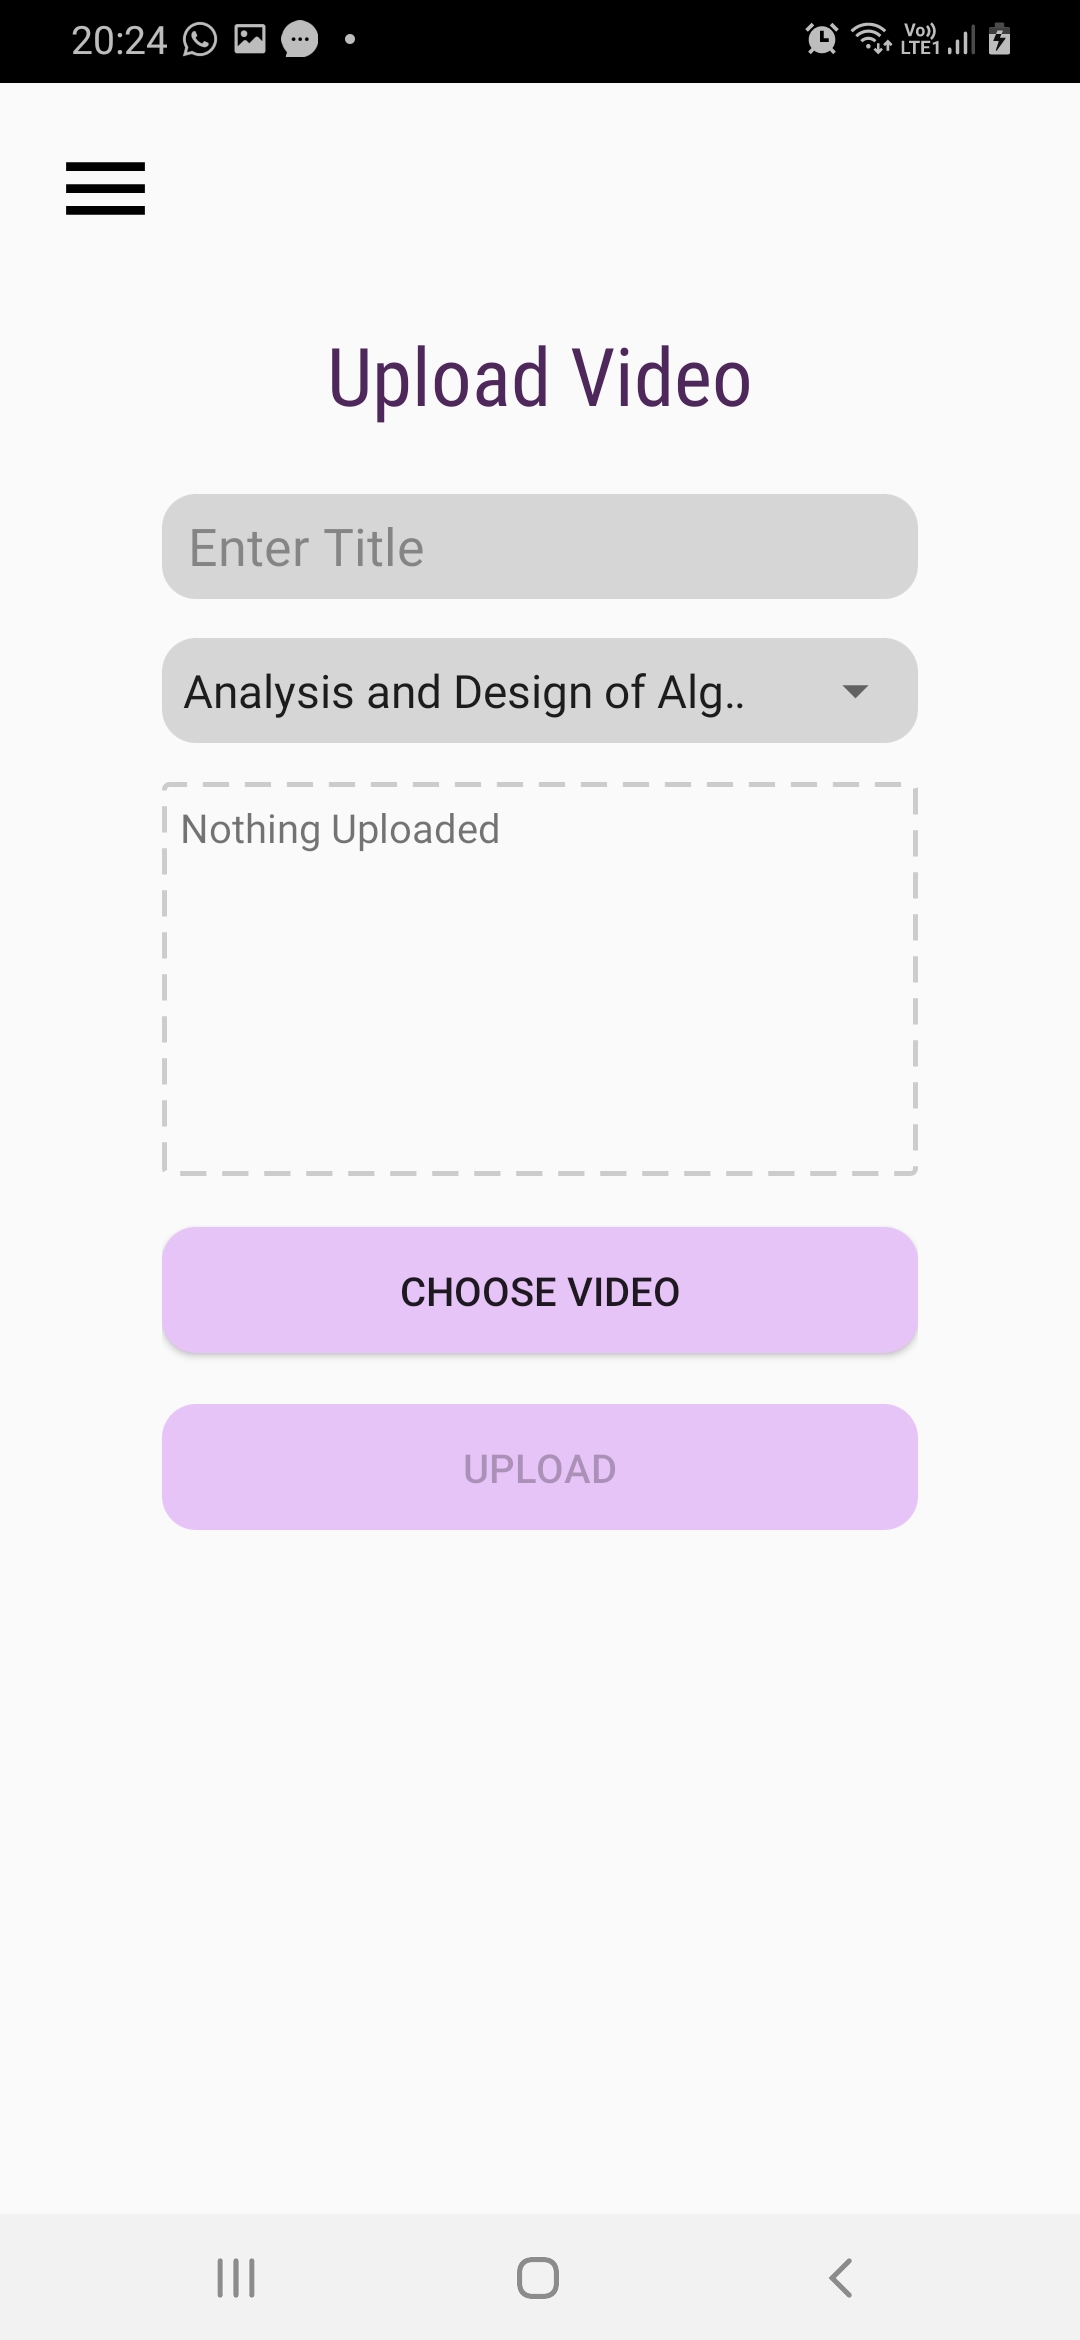 20:24
Vo)) LTE1
Upload Video
Enter Title
Analysis and Design of Alg..
Nothing Uploaded
CHOOSE VIDEO
UPLOAD